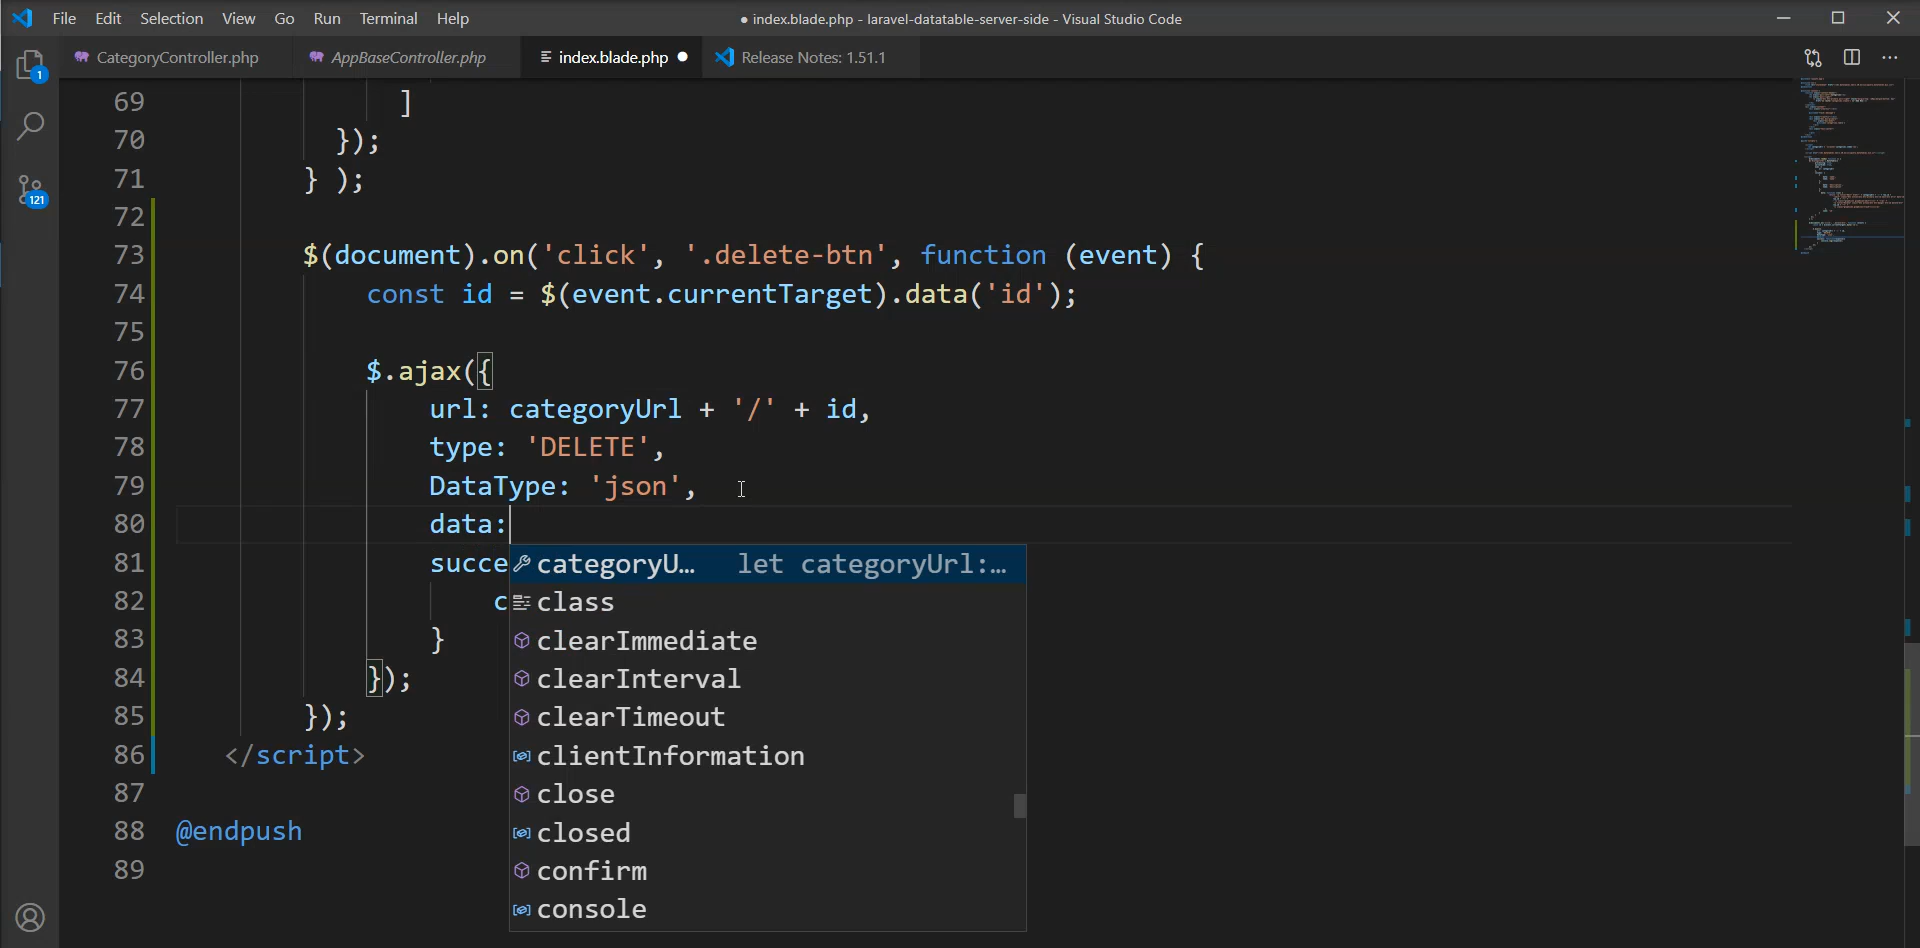 File Edit Selection View Go Run Terminal Help
● index.blade.php - laravel-datatable-server-side - Visual Studio Code
CategoryController.php
AppBaseController.php
index.blade.php ●
Release Notes: 1.51.1
1
121
69 ]
70 });
71 } );
72
73 $(document).on('click', '.delete-btn', function (event) {
74 const id = $(event.currentTarget).data('id');
75
76 $.ajax({
77 url: categoryUrl + '/' + id,
78 type: 'DELETE',
79 DataType: 'json',
80 data:
81 succe
82 c
83 }
84 });
85 });
86 </script>
87
88 @endpush
89
categoryU… let categoryUrl:…
class
clearImmediate
clearInterval
clearTimeout
clientInformation
close
closed
confirm
console